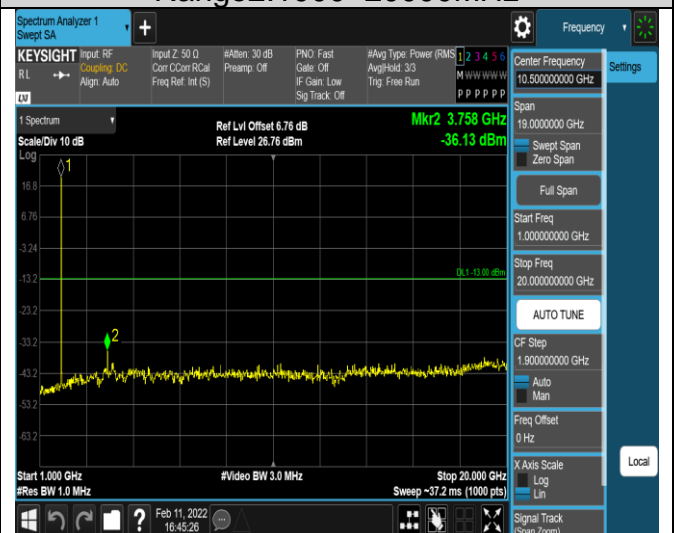 Range2:1000~20000MHz
Spectrum Analyzer 1
Swept SA
+
Frequency
KEYSIGHT
RL
Input: RF
Coupling: DC
Align: Auto
Input Z: 50 Ω
Corr CCorr RCal
Freq Ref: Int (S)
#Atten: 30 dB
Preamp: Off
PNO: Fast
Gate: Off
IF Gain: Low
Sig Track: Off
#Avg Type: Power (RMS
Avg|Hold: 3/3
Trig: Free Run
1 2 3 4 5 6
M W W W W W
P P P P P P
LXI
1 Spectrum
Scale/Div 10 dB
Log
Ref Lvl Offset 6.76 dB
Ref Level 26.76 dBm
Mkr2 3.758 GHz
-36.13 dBm
1
16.8
6.76
-3.24
-13.2
DL1 -13.00 dBm
-23.2
-33.2
2
-43.2
-53.2
-63.2
Start 1.000 GHz
#Res BW 1.0 MHz
#Video BW 3.0 MHz
Stop 20.000 GHz
Sweep ~37.2 ms (1000 pts)
Center Frequency
10.500000000 GHz
Settings
Span
19.0000000 GHz
Swept Span
Zero Span
Full Span
Start Freq
1.000000000 GHz
Stop Freq
20.000000000 GHz
AUTO TUNE
CF Step
1.900000000 GHz
Auto
Man
Freq Offset
0 Hz
X Axis Scale
Log
Lin
Local
Signal Track
(Span Zoom)
?
Feb 11, 2022
16:45:26